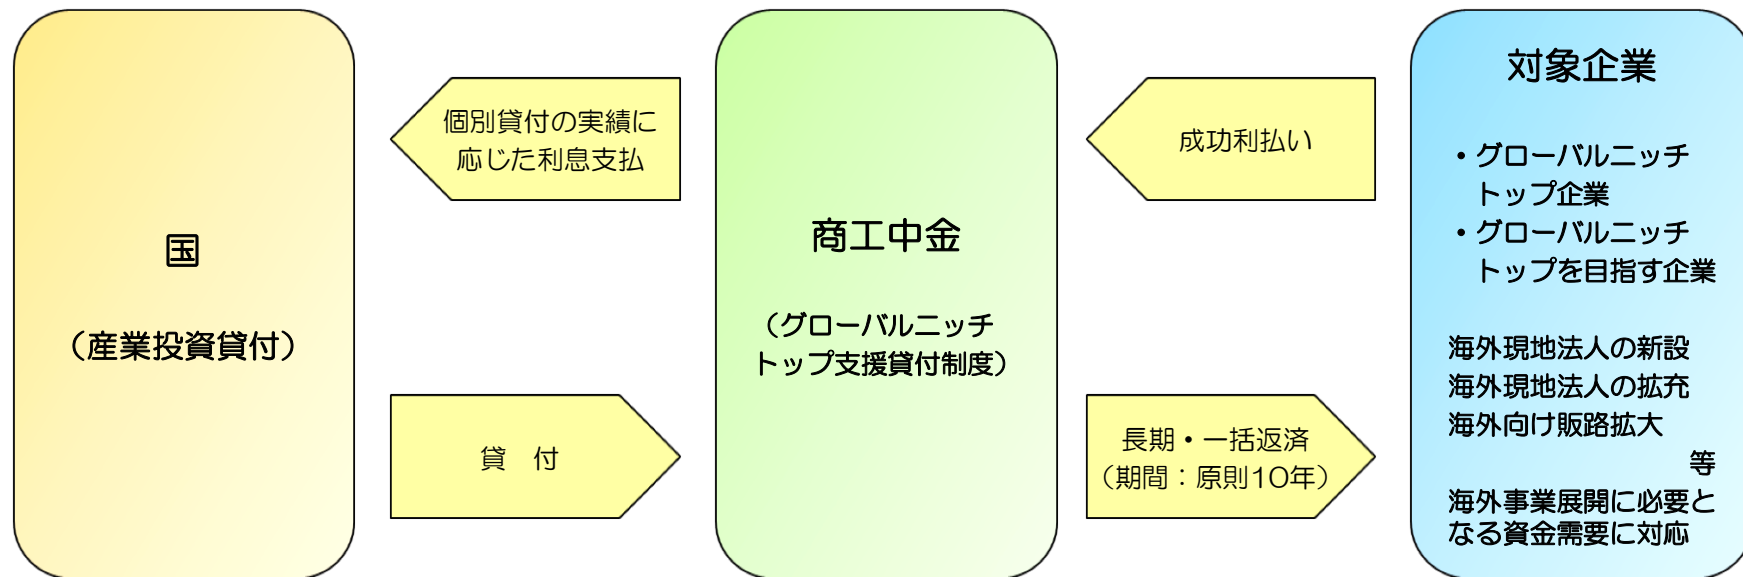 国
（産業投資貸付）
個別貸付の実績に
応じた利息支払
貸　付
商工中金
（グローバルニッチ
トップ支援貸付制度）
成功利払い
長期・一括返済
（期間：原則10年）
対象企業
・グローバルニッチ
トップ企業
・グローバルニッチ
トップを目指す企業
海外現地法人の新設
海外現地法人の拡充
海外向け販路拡大
等
海外事業展開に必要と
なる資金需要に対応